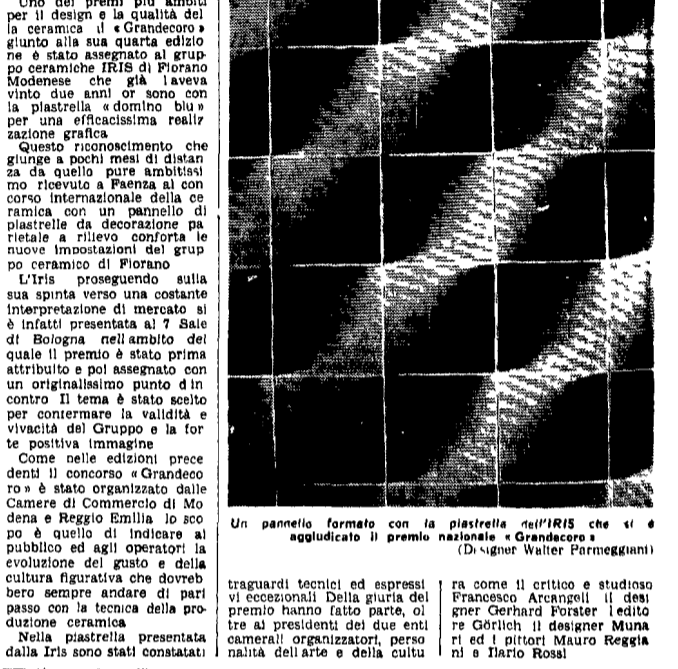 Uno dei premi più ambiti
per il design e la qualità del
la ceramica il «Grandecoro»
giunto alla sua quarta edizio
ne è stato assegnato al grup
po ceramiche IRIS di Fiorano
Modenese che già laveva
vinto due anni or sono con
la piastrella «domino blu»
per una efficacissima realiz
zazione grafica
Questo riconoscimento che
giunge a pochi mesi di distan
za da quello pure ambitissi
mo ricevuto a Faenza al con
corso internazionale della ce
ramica con un pannello di
piastrelle da decorazione pa
rietale a rilievo conforta le
nuove impostazioni del grup
po ceramico di Fiorano
L'Iris proseguendo sulla
sua spinta verso una costante
interpretazione di mercato si
è infatti presentata al 7 Saie
di Bologna nell ambito del
quale il premio è stato prima
attribuito e poi assegnato con
un originalissimo punto d in
contro Il tema è stato scelto
per confermare la validità e
vivacità del Gruppo e la for
te positiva immagine
Come nelle edizioni prece
denti il concorso «Grandeco
ro» è stato organizzato dalle
Camere di Commercio di Mo
dena e Reggio Emilia lo sco
po è quello di indicare al
pubblico ed agli operatori la
evoluzione del gusto e della
cultura figurativa che dovreb
bero sempre andare di pari
passo con la tecnica della pro
duzione ceramica
Nella piastrella presentata
dalla Iris sono stati constatati
Un pannello formato con la piastrella dell'IRIS che si è
aggiudicato il premio nazionale «Grandecoro»
(Designer Walter Parmeggiani)
traguardi tecnici ed espressi
vi eccezionali Della giuria del
premio hanno fatto parte, ol
tre ai presidenti dei due enti
camerali organizzatori, perso
nalità dell arte e della cultu
ra come il critico e studioso
Francesco Arcangeli il desi
gner Gerhard Forster l edito
re Görlich il designer Muna
ri ed i pittori Mauro Reggia
ni e Ilario Rossi